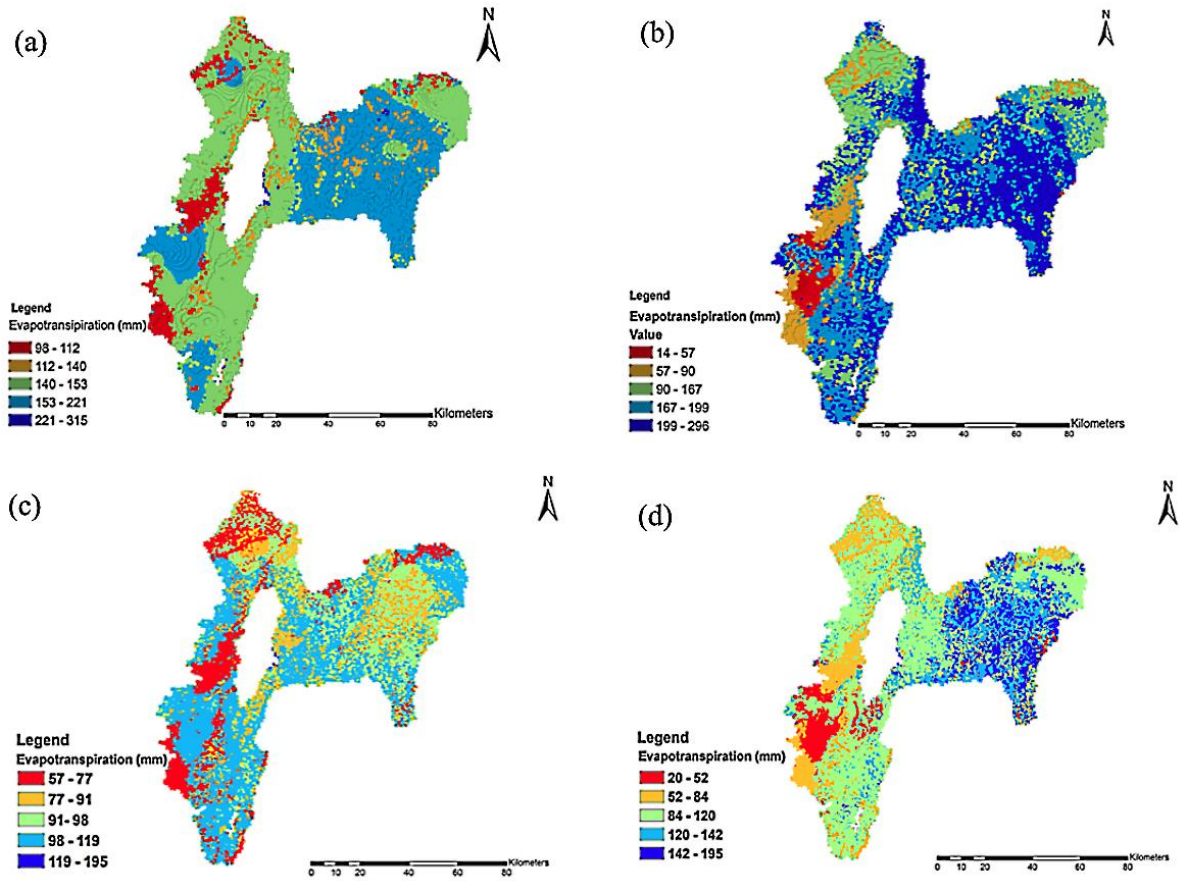 (a)
N
Legend
Evapotransipiration (mm)
98 - 112
112 - 140
140 - 153
153 - 221
221 - 315
Kilometers
0 10 20 40 60 80
(b)
N
Legend
Evapotransipiration (mm)
Value
14 - 57
57 - 90
90 - 167
167 - 199
199 - 296
Kilometers
0 10 20 40 60 80
(c)
N
Legend
Evapotranspiration (mm)
57 - 77
77 - 91
91 - 98
98 - 119
119 - 195
Kilometers
0 10 20 40 60 80
(d)
N
Legend
Evapotranspiration (mm)
20 - 52
52 - 84
84 - 120
120 - 142
142 - 195
Kilometers
0 10 20 40 60 80